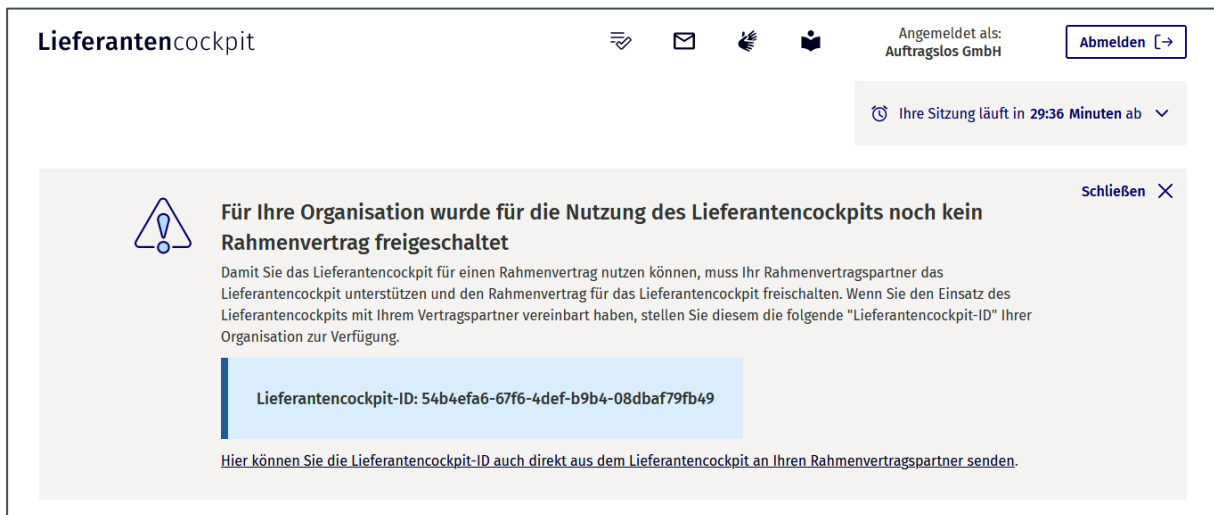 Lieferantencockpit
Angemeldet als:
Auftragslos GmbH
Abmelden
Ihre Sitzung läuft in 29:36 Minuten ab
Schließen
Für Ihre Organisation wurde für die Nutzung des Lieferantencockpits noch kein
Rahmenvertrag freigeschaltet
Damit Sie das Lieferantencockpit für einen Rahmenvertrag nutzen können, muss Ihr Rahmenvertragspartner das
Lieferantencockpit unterstützen und den Rahmenvertrag für das Lieferantencockpit freischalten. Wenn Sie den Einsatz des
Lieferantencockpits mit Ihrem Vertragspartner vereinbart haben, stellen Sie diesem die folgende "Lieferantencockpit-ID" Ihrer
Organisation zur Verfügung.
Lieferantencockpit-ID: 54b4efa6-67f6-4def-b9b4-08dbaf79fb49
Hier können Sie die Lieferantencockpit-ID auch direkt aus dem Lieferantencockpit an Ihren Rahmenvertragspartner senden.